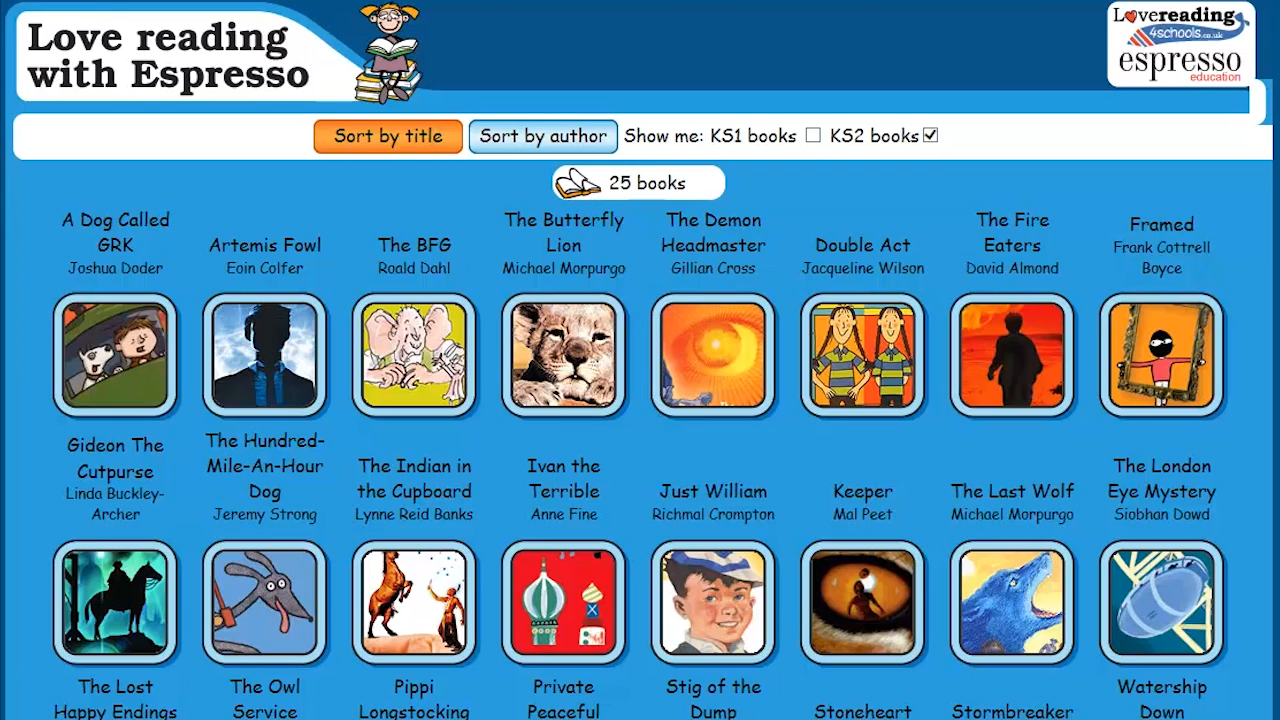 Love reading
with Espresso
Lovereading
4schools.co.uk
espresso
education
Sort by title Sort by author Show me: KS1 books KS2 books
25 books
A Dog Called
GRK
Joshua Doder
Artemis Fowl
Eoin Colfer
The BFG
Roald Dahl
The Butterfly
Lion
Michael Morpurgo
The Demon
Headmaster
Gillian Cross
Double Act
Jacqueline Wilson
The Fire
Eaters
David Almond
Framed
Frank Cottrell
Boyce
Gideon The
Cutpurse
Linda Buckley-
Archer
The Hundred-
Mile-An-Hour
Dog
Jeremy Strong
The Indian in
the Cupboard
Lynne Reid Banks
Ivan the
Terrible
Anne Fine
Just William
Richmal Crompton
Keeper
Mal Peet
The Last Wolf
Michael Morpurgo
The London
Eye Mystery
Siobhan Dowd
The Lost
Happy Endings
The Owl
Service
Pippi
Longstocking
Private
Peaceful
Stig of the
Dump
Stoneheart
Stormbreaker
Watership
Down